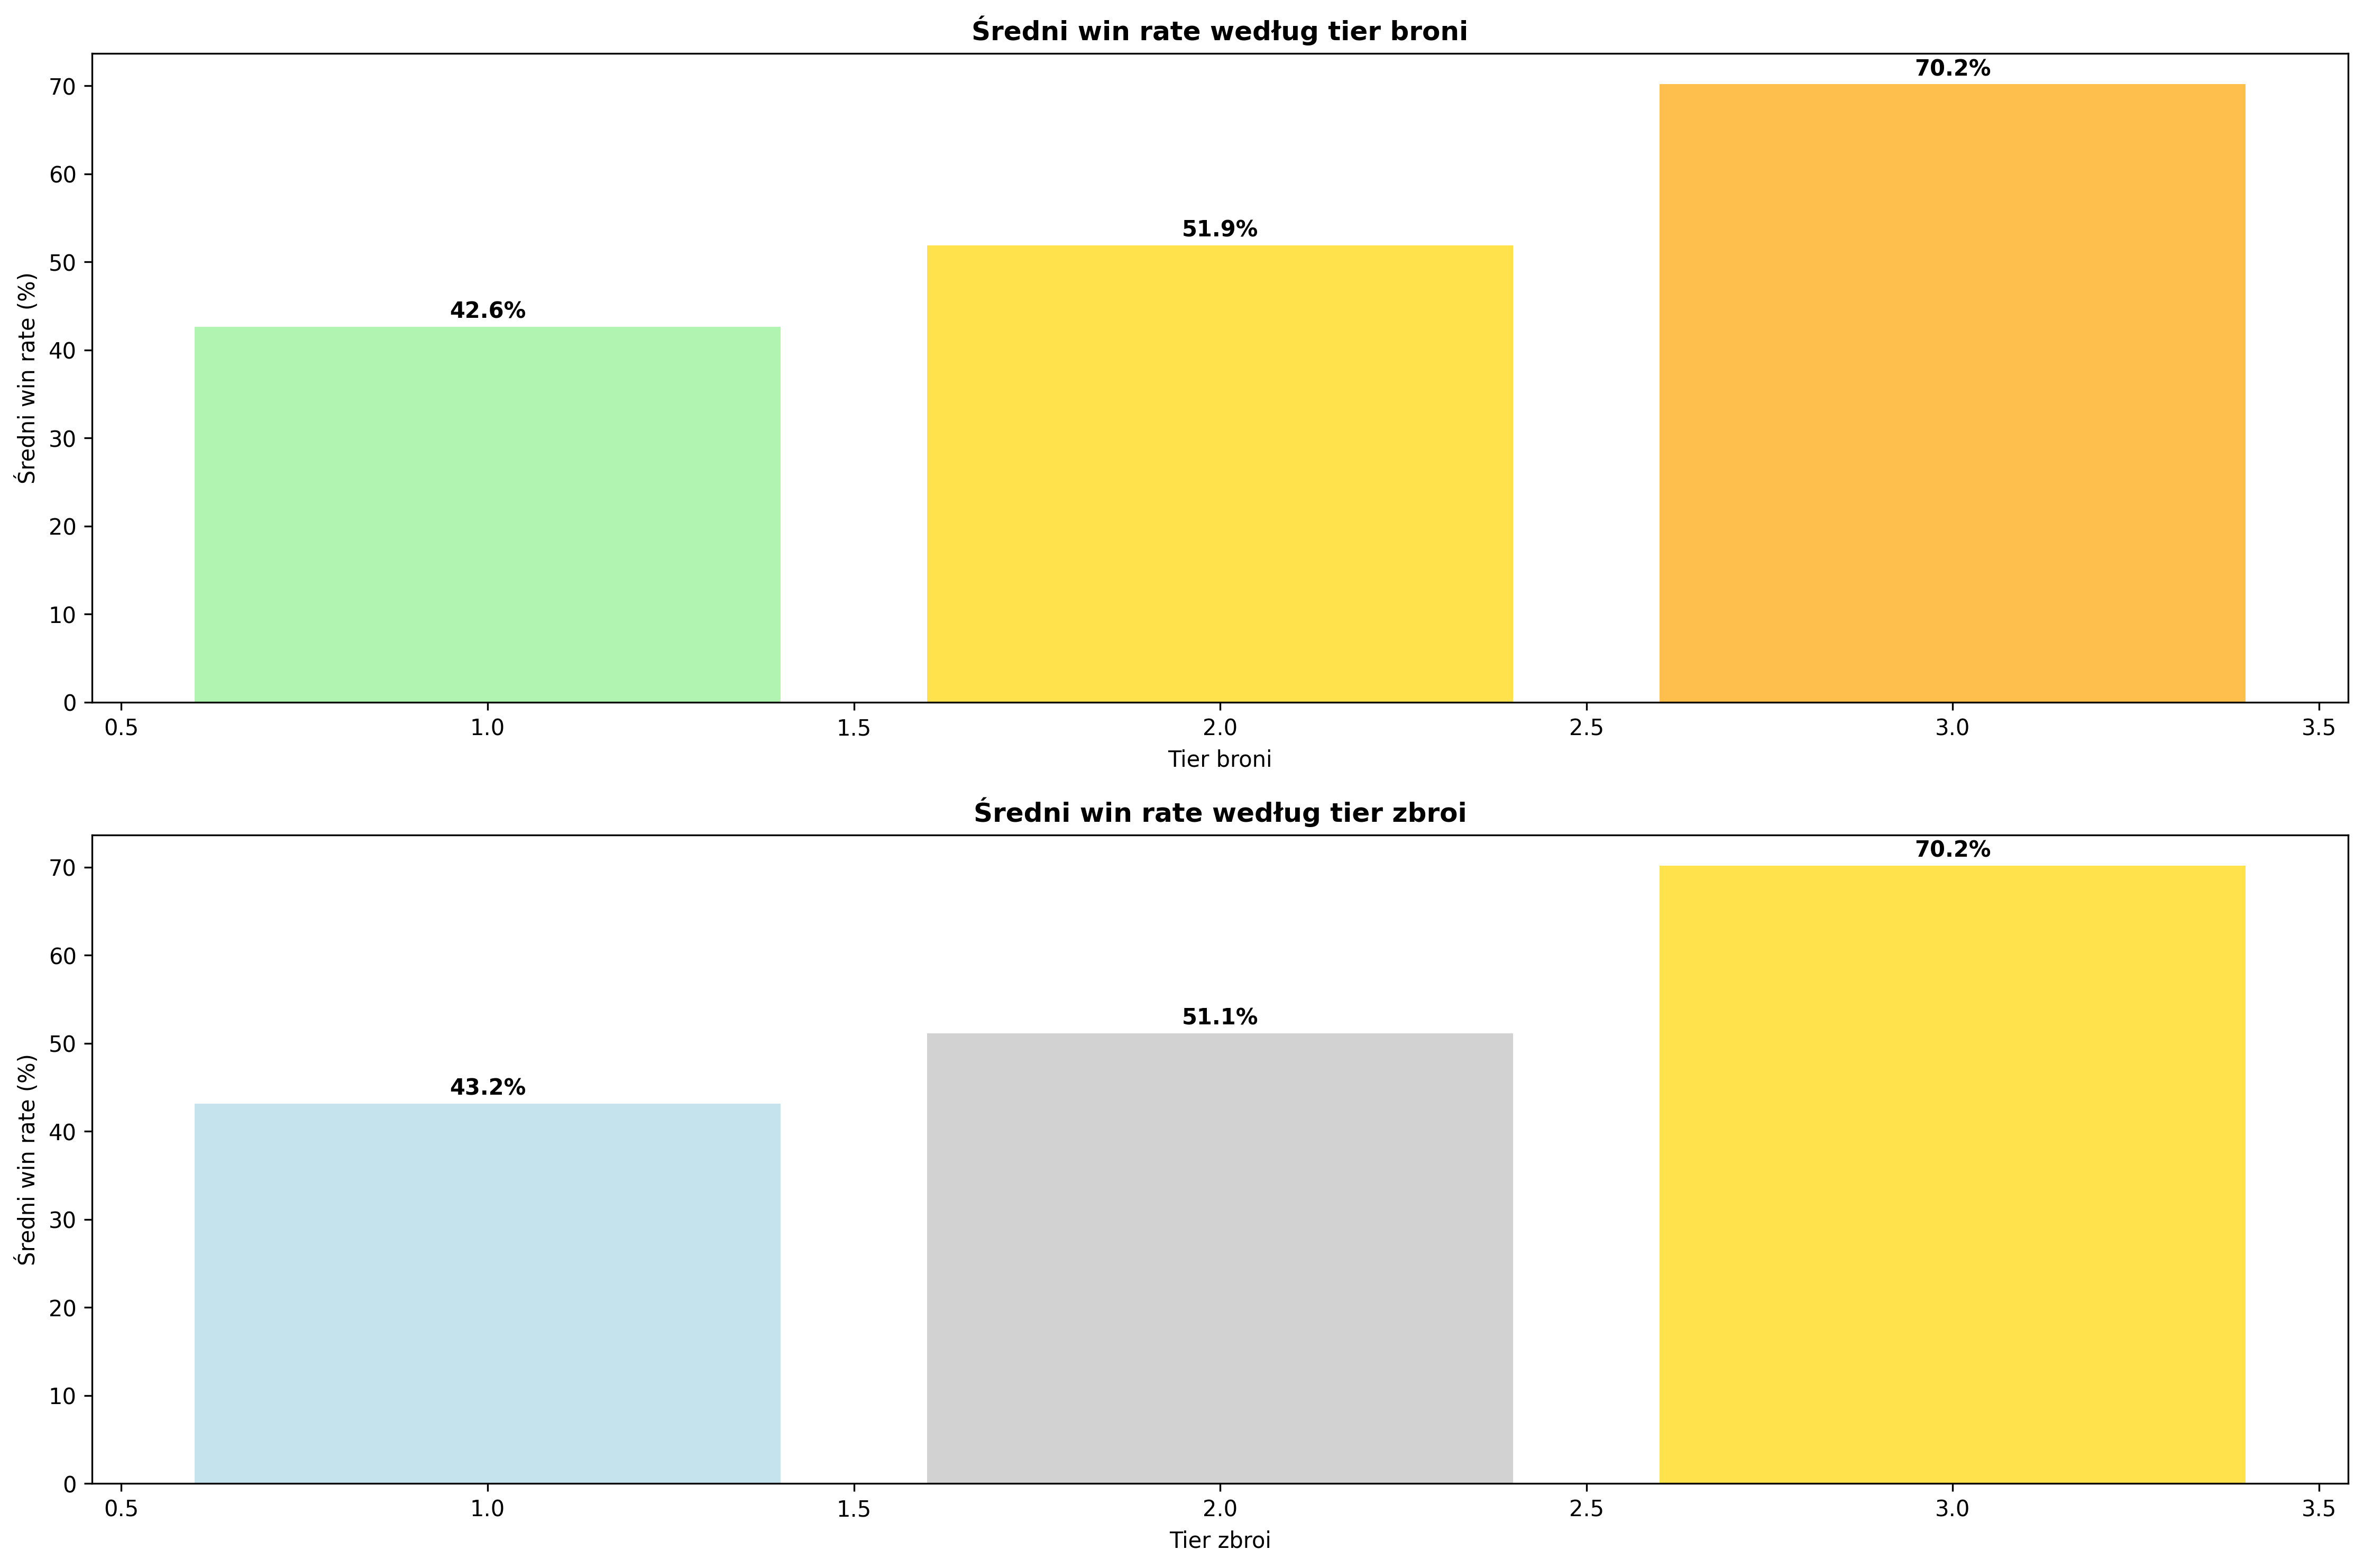 Średni win rate według tier broni
70.2%
51.9%
42.6%
Średni win rate (%)
70
60
50
40
30
20
10
0
0.5 1.0 1.5 2.0 2.5 3.0 3.5
Tier broni
Średni win rate według tier zbroi
70.2%
51.1%
43.2%
Średni win rate (%)
70
60
50
40
30
20
10
0
0.5 1.0 1.5 2.0 2.5 3.0 3.5
Tier zbroi